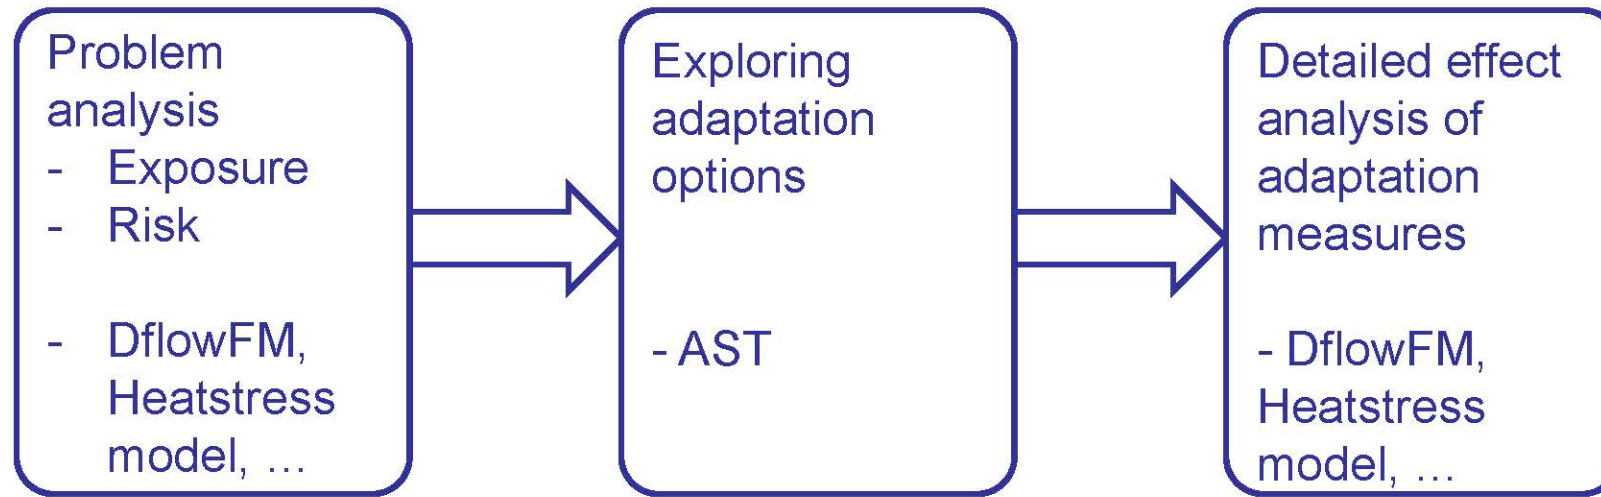 Problem
analysis
- Exposure
- Risk
- DflowFM,
Heatstress
model, ...
Exploring
adaptation
options
- AST
Detailed effect
analysis of
adaptation
measures
- DflowFM,
Heatstress
model, ...